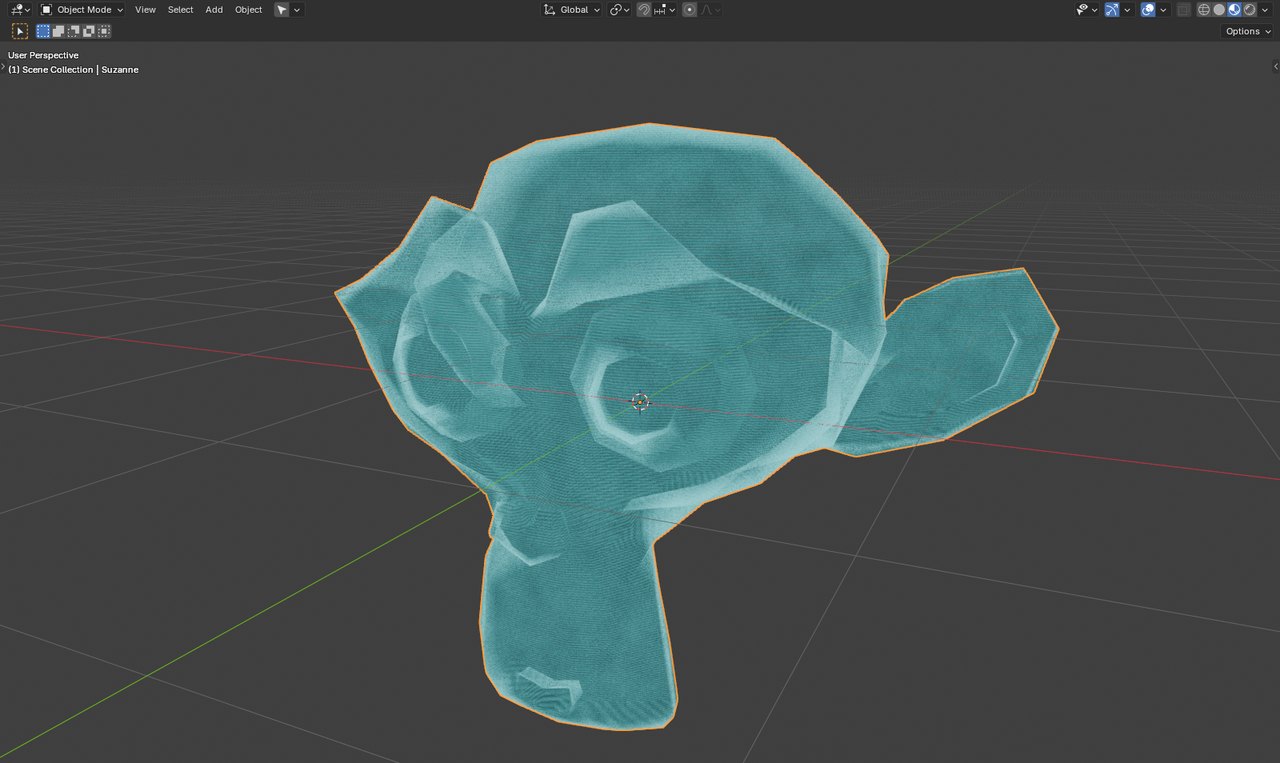 Object Mode View Select Add Object Global
Options
User Perspective
(1) Scene Collection | Suzanne